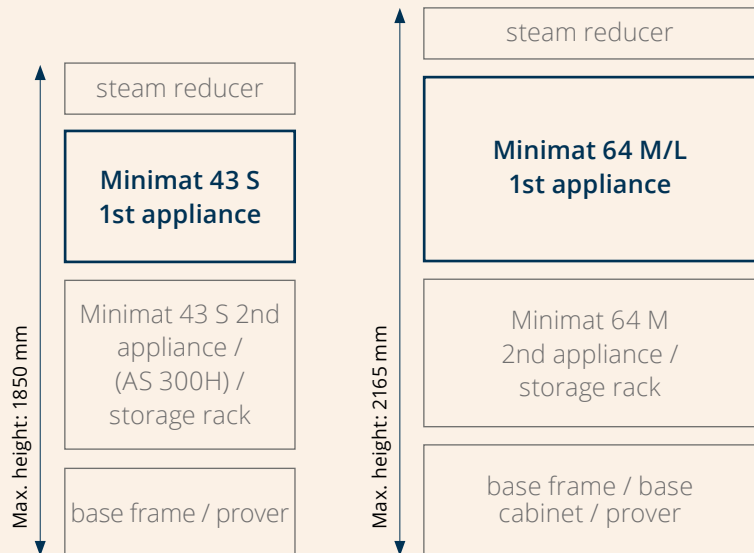 Max. height: 1850 mm
steam reducer
Minimat 43 S
1st appliance
Minimat 43 S 2nd
appliance /
(AS 300H) /
storage rack
base frame / prover
Max. height: 2165 mm
steam reducer
Minimat 64 M/L
1st appliance
Minimat 64 M
2nd appliance /
storage rack
base frame / base
cabinet / prover